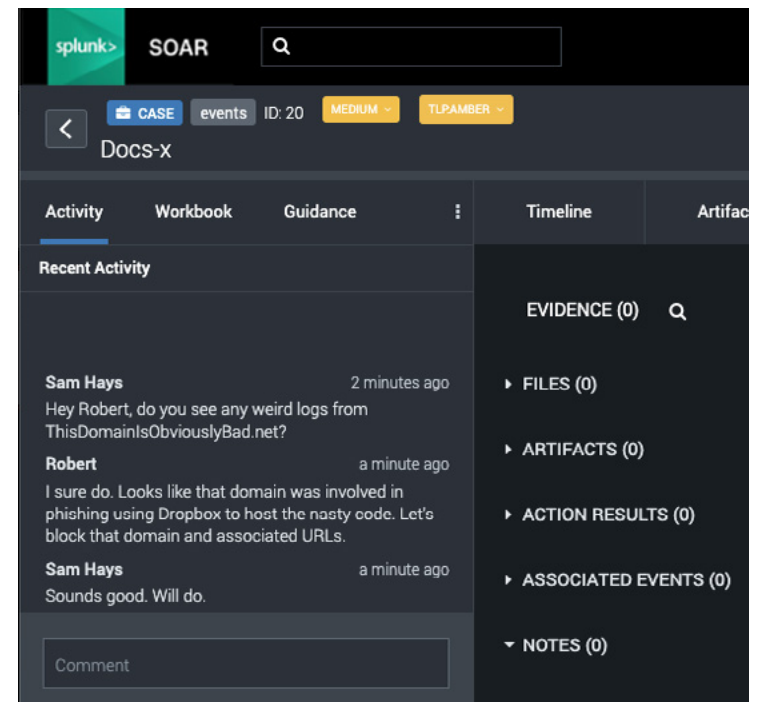 splunk> SOAR
CASE events ID: 20 MEDIUM TLP:AMBER
Docs-x
Activity Workbook Guidance
Timeline Artifac
Recent Activity
Sam Hays 2 minutes ago
Hey Robert, do you see any weird logs from
ThisDomainIsObviouslyBad.net?
Robert a minute ago
I sure do. Looks like that domain was involved in
phishing using Dropbox to host the nasty code. Let's
block that domain and associated URLs.
Sam Hays a minute ago
Sounds good. Will do.
Comment
EVIDENCE (0)
FILES (0)
ARTIFACTS (0)
ACTION RESULTS (0)
ASSOCIATED EVENTS (0)
NOTES (0)